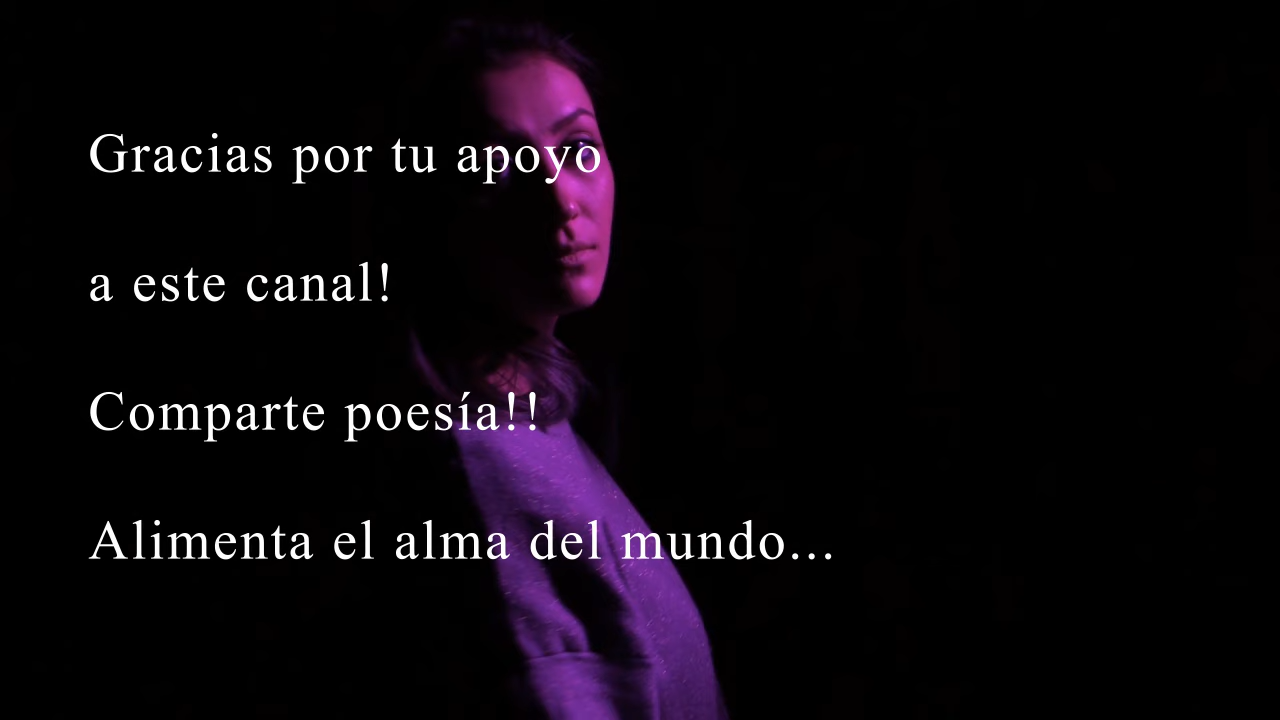 Gracias por tu apoyo
a este canal!
Comparte poesía!!
Alimenta el alma del mundo...